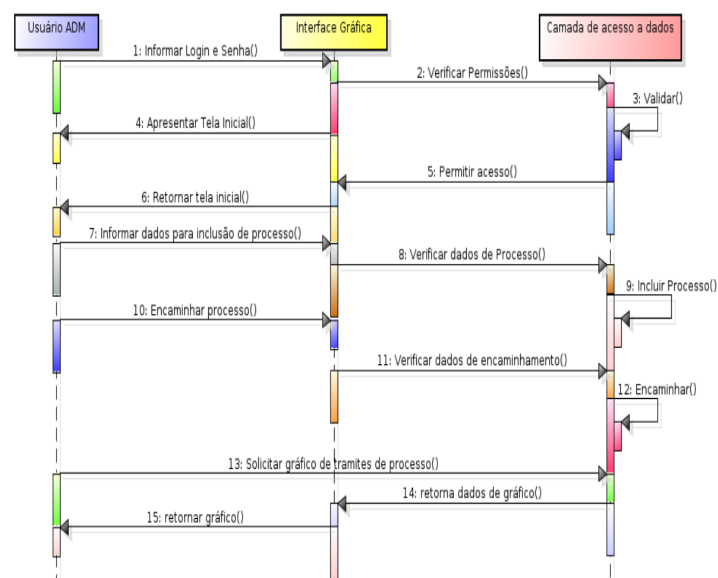 Usuário ADM
Interface Gráfica
Camada de acesso a dados
1: Informar Login e Senha()
2: Verificar Permissões()
3: Validar()
4: Apresentar Tela Inicial()
5: Permitir acesso()
6: Retornar tela inicial()
7: Informar dados para inclusão de processo()
8: Verificar dados de Processo()
9: Incluir Processo()
10: Encaminhar processo()
11: Verificar dados de encaminhamento()
12: Encaminhar()
13: Solicitar gráfico de tramites de processo()
14: retorna dados de gráfico()
15: retornar gráfico()